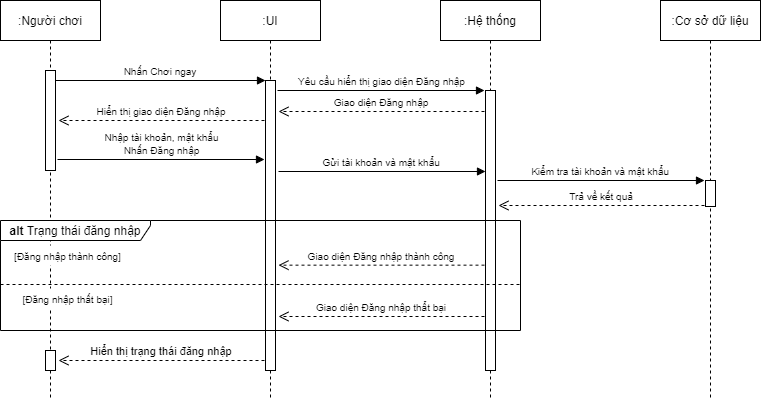 :Người chơi
:UI
:Hệ thống
:Cơ sở dữ liệu
Nhấn Chơi ngay
Yêu cầu hiển thị giao diện Đăng nhập
Giao diện Đăng nhập
Hiển thị giao diện Đăng nhập
Nhập tài khoản, mật khẩu
Nhấn Đăng nhập
Gửi tài khoản và mật khẩu
Kiểm tra tài khoản và mật khẩu
Trả về kết quả
alt Trạng thái đăng nhập
[Đăng nhập thành công]
Giao diện Đăng nhập thành công
[Đăng nhập thất bại]
Giao diện Đăng nhập thất bại
Hiển thị trạng thái đăng nhập